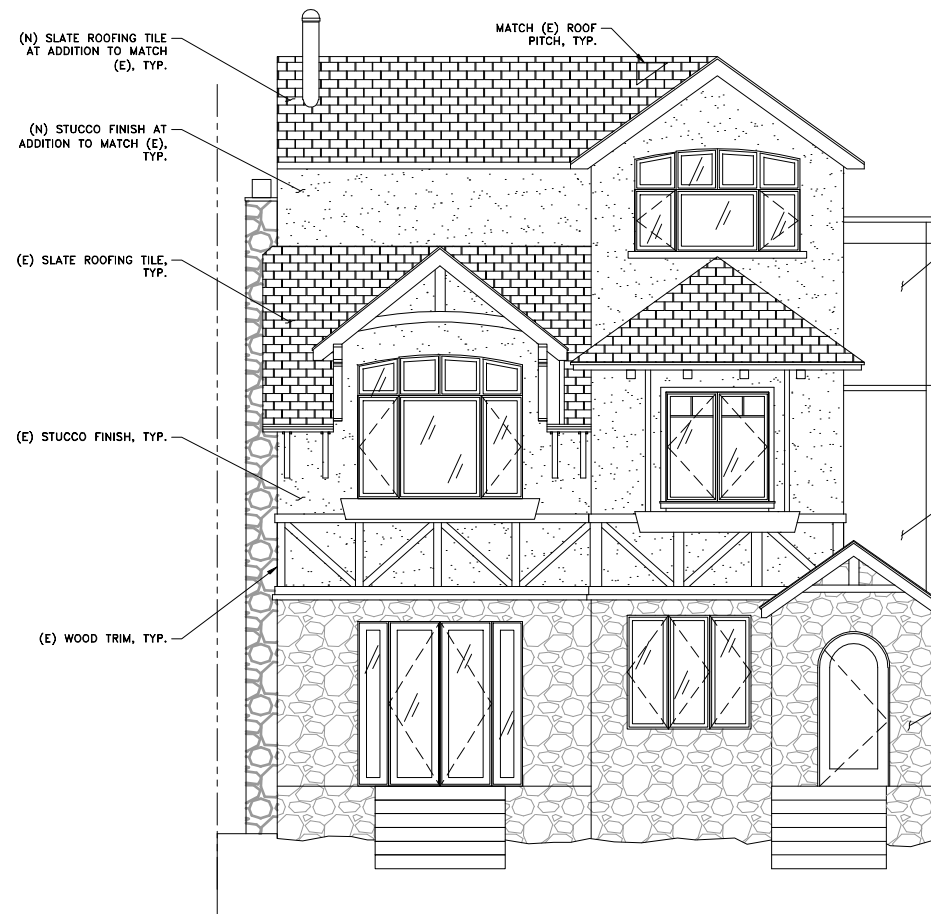 (N) SLATE ROOFING TILE
AT ADDITION TO MATCH
(E), TYP.
MATCH (E) ROOF
PITCH, TYP.
(N) STUCCO FINISH AT
ADDITION TO MATCH (E),
TYP.
(E) SLATE ROOFING TILE,
TYP.
(E) STUCCO FINISH, TYP.
(E) WOOD TRIM, TYP.